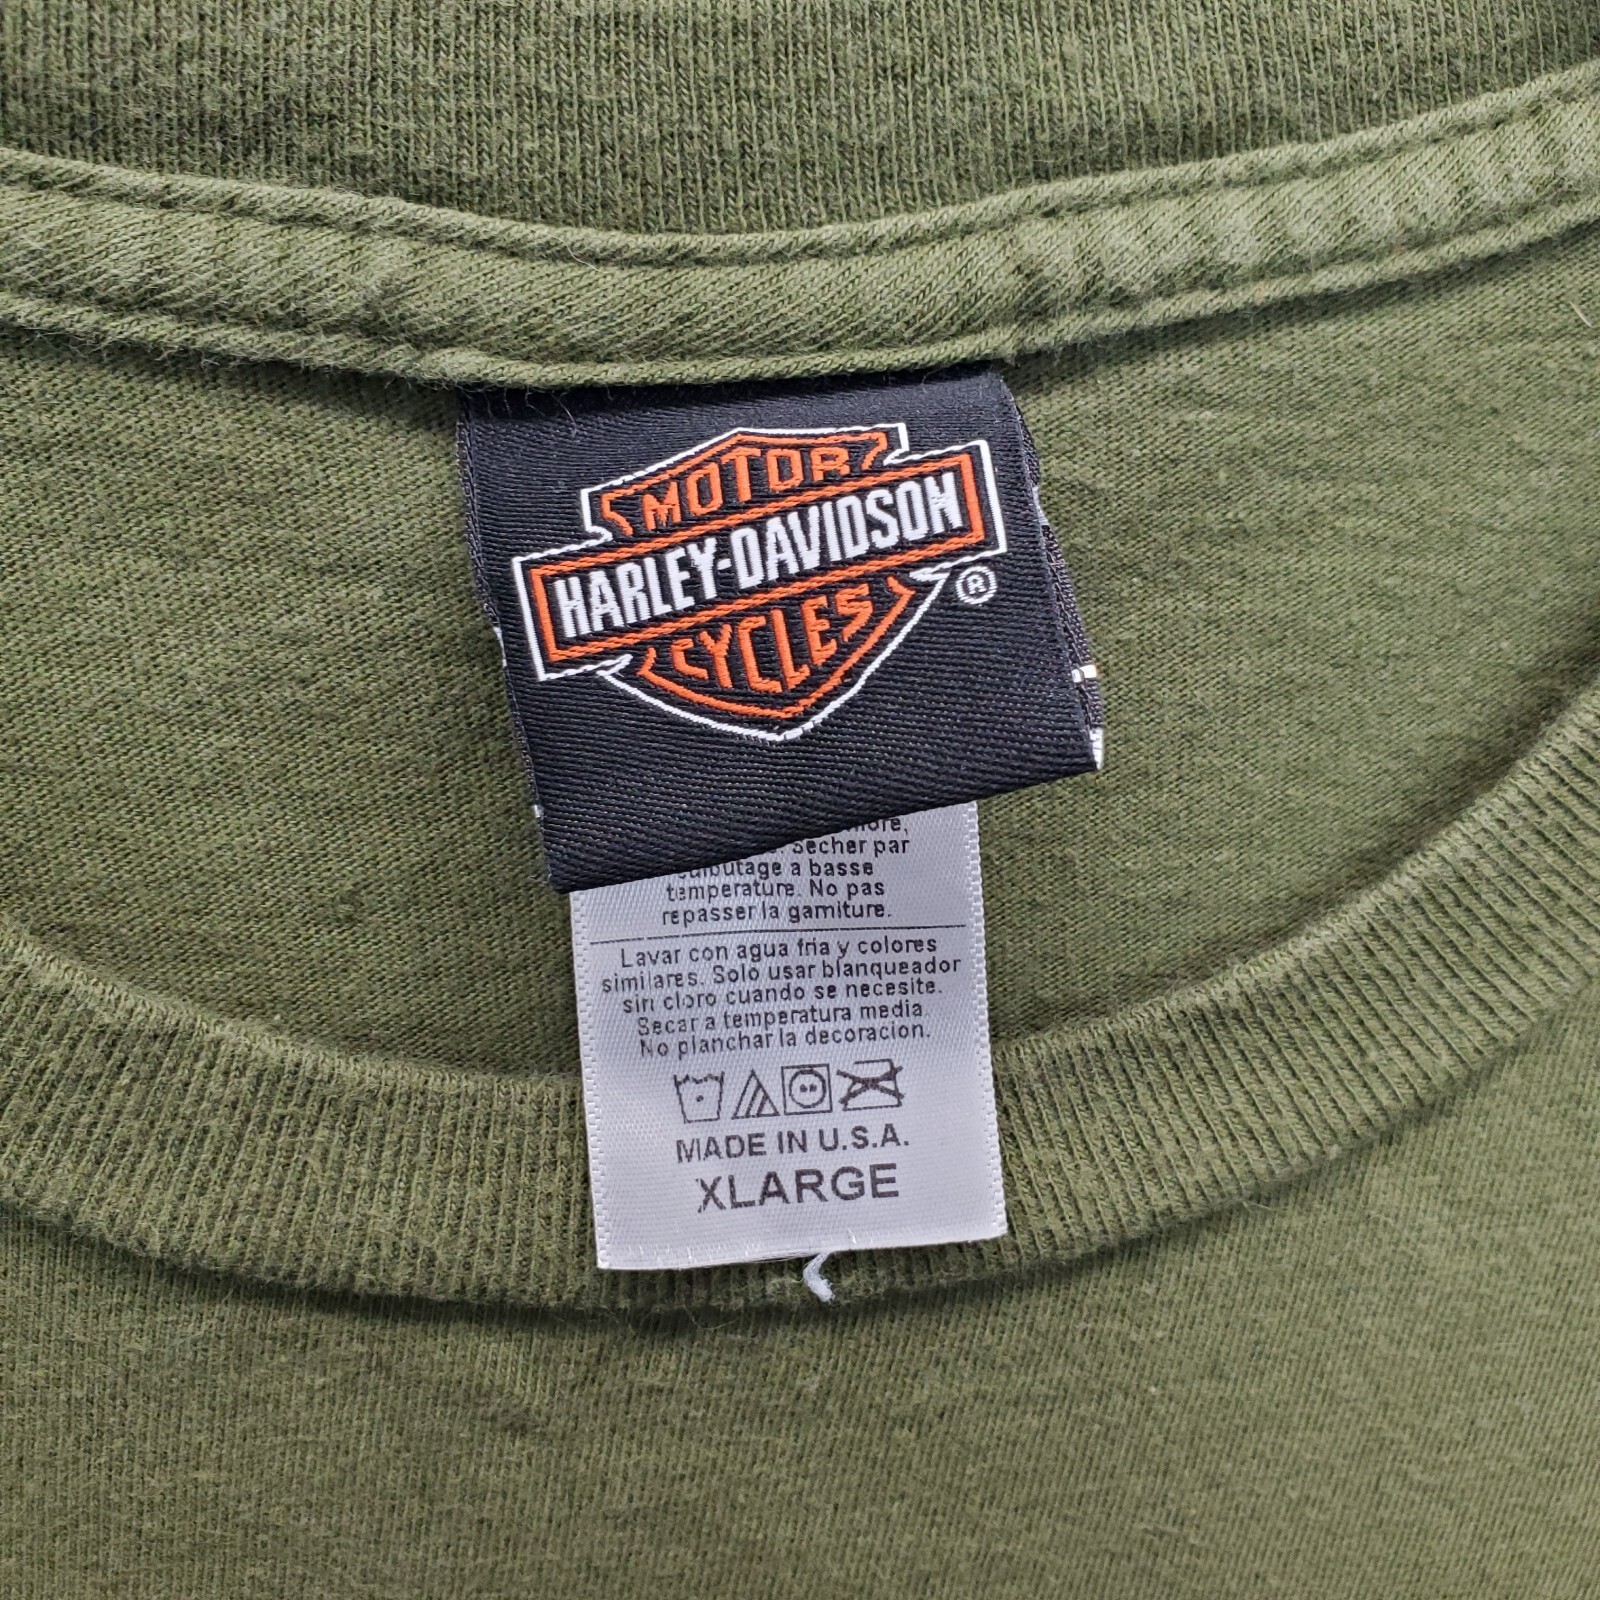 MOTOR
HARLEY-DAVIDSON
CYCLES
®
Secher par
culbutage a basse
temperature. No pas
repasser la garniture.
Lavar con agua fria y colores
similares. Solo usar blanqueador
sin cloro cuando se necesite.
Secar a temperatura media.
No planchar la decoracion.
MADE IN U.S.A.
XLARGE